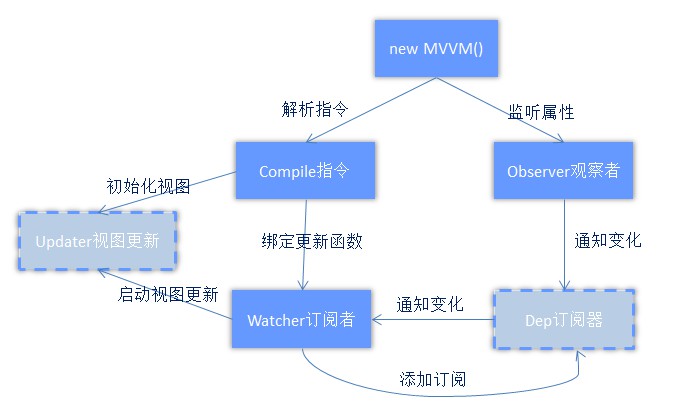 new MVVM()
解析指令
监听属性
Compile指令
Observer观察者
初始化视图
Updater视图更新
绑定更新函数
通知变化
启动视图更新
Watcher订阅者
通知变化
Dep订阅器
添加订阅